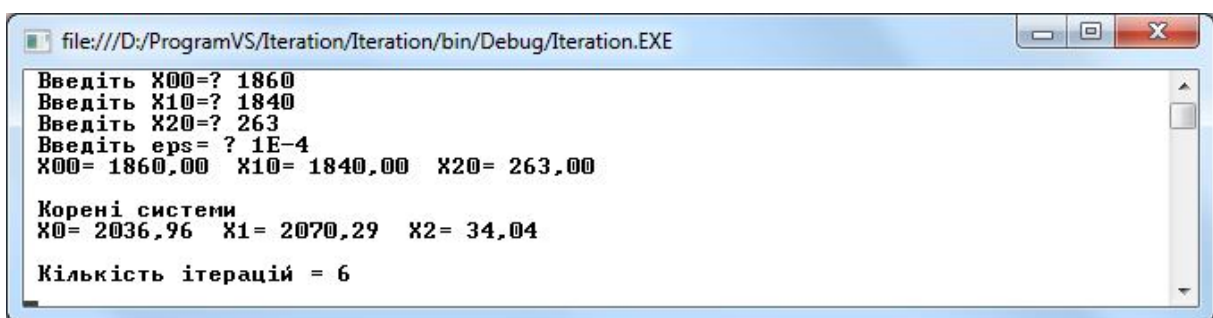 file:///D:/ProgramVS/Iteration/Iteration/bin/Debug/Iteration.EXE
Введіть X00=? 1860
Введіть X10=? 1840
Введіть X20=? 263
Введіть eps= ? 1E-4
X00= 1860,00 X10= 1840,00 X20= 263,00
Корені системи
X0= 2036,96 X1= 2070,29 X2= 34,04
Кількість ітерацій = 6